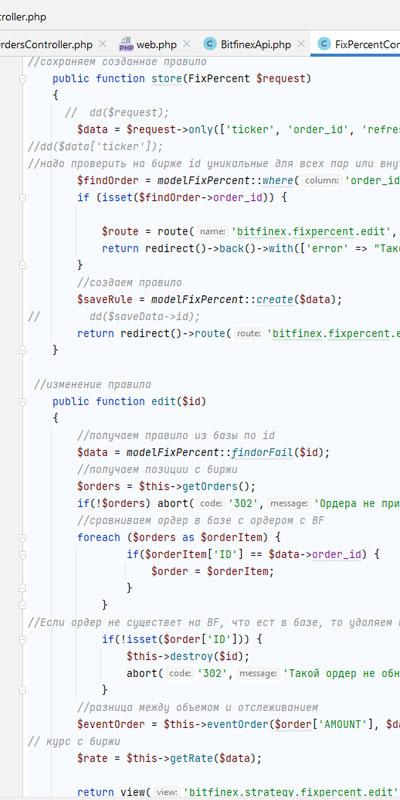 troller.php
OrdersController.php web.php BitfinexApi.php FixPercentCon
//сохраняем созданное правило
public function store(FixPercent $request)
{
// dd($request);
$data = $request->only(['ticker', 'order_id', 'refres
//dd($data['ticker']);
//надо проверить на бирже id уникальные для всех пар или вну
$findOrder = modelFixPercent::where( column: 'order_id
if (isset($findOrder->order_id)) {
$route = route( name: 'bitfinex.fixpercent.edit',
return redirect()->back()->with(['error' => "Тако
}
//создаем правило
$saveRule = modelFixPercent::create($data);
// dd($saveData->id);
return redirect()->route( route: 'bitfinex.fixpercent.e
}
//изменение правила
public function edit($id)
{
//получаем правило из базы по id
$data = modelFixPercent::findorFail($id);
//получаем позиции с биржи
$orders = $this->getOrders();
if(!$orders) abort( code: '302', message: 'Ордера не при
//сравниваем ордер в базе с ордером с BF
foreach ($orders as $orderItem) {
if($orderItem['ID'] == $data->order_id) {
$order = $orderItem;
}
}
//Если ордер не существет на BF, что ест в базе, то удаляем п
if(!isset($order['ID'])) {
$this->destroy($id);
abort( code: '302', message: 'Такой ордер не обн
}
//разница между объемом и отслеживанием
$eventOrder = $this->eventOrder($order['AMOUNT'], $da
// курс с биржи
$rate = $this->getRate($data);
return view( view: 'bitfinex.strategy.fixpercent.edit'